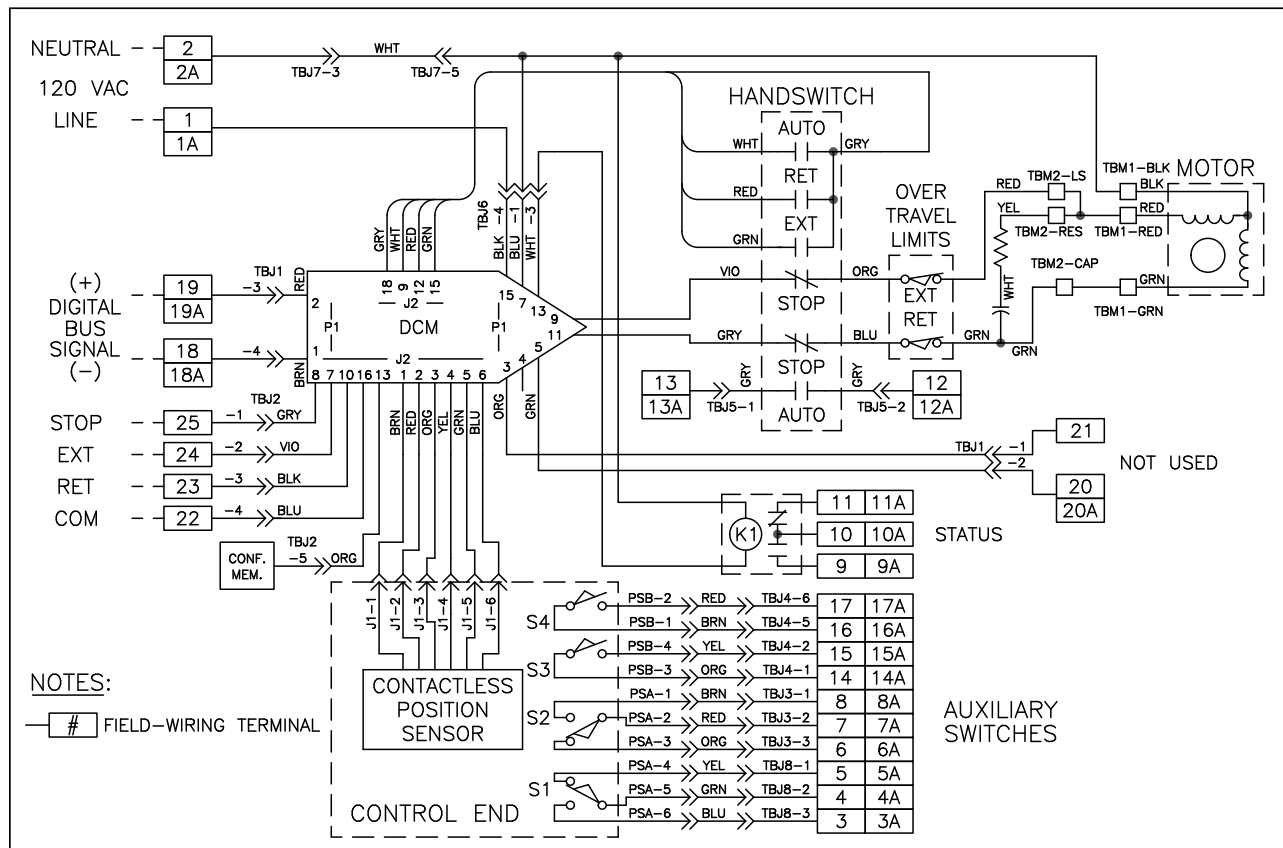 NEUTRAL 2
2A
TBJ7-3 WHT TBJ7-5
120 VAC
LINE 1
1A
HANDSWITCH
AUTO
WHT GRY
RET
RED
EXT
GRN
VIO ORG
STOP
GRY BLU
STOP
GRY GRY
AUTO
13
13A
TBJ5-1
TBJ5-2
12
12A
OVER
TRAVEL
LIMITS
EXT
RET
GRN
GRN
RED
TBM2-LS
YEL
TBM2-RES
WHT
TBM2-CAP
TBM1-BLK
BLK
RED
TBM1-RED
GRN
TBM1-GRN
MOTOR
TBJ6
BLK -4
BLU -1
WHT -3
GRY
WHT
RED
GRN
18 9 12 15
J2
15 7 13 9 11
P1
DCM
P1
2
1
J2
8 7 10 16 13 1 2 3 4 5 6
3 4 5
(+)
DIGITAL
BUS
SIGNAL
(-)
19
19A
TBJ1
-3
RED
18
18A
-4
BRN
TBJ2
STOP 25 -1 GRY
EXT 24 -2 VIO
RET 23 -3 BLK
COM 22 -4 BLU
CONF.
MEM.
TBJ2
-5 ORG
BRN
RED
ORG
YEL
GRN
BLU
ORG
GRN
TBJ1 -1
-2
21
20
20A
NOT USED
K1
11 11A
10 10A
9 9A
STATUS
J1-1
J1-2
J1-3
J1-4
J1-5
J1-6
CONTACTLESS
POSITION
SENSOR
CONTROL END
S4
S3
S2
S1
PSB-2 RED TBJ4-6 17 17A
PSB-1 BRN TBJ4-5 16 16A
PSB-4 YEL TBJ4-2 15 15A
PSB-3 ORG TBJ4-1 14 14A
PSA-1 BRN TBJ3-1 8 8A
PSA-2 RED TBJ3-2 7 7A
PSA-3 ORG TBJ3-3 6 6A
PSA-4 YEL TBJ8-1 5 5A
PSA-5 GRN TBJ8-2 4 4A
PSA-6 BLU TBJ8-3 3 3A
AUXILIARY
SWITCHES
NOTES:
# FIELD-WIRING TERMINAL